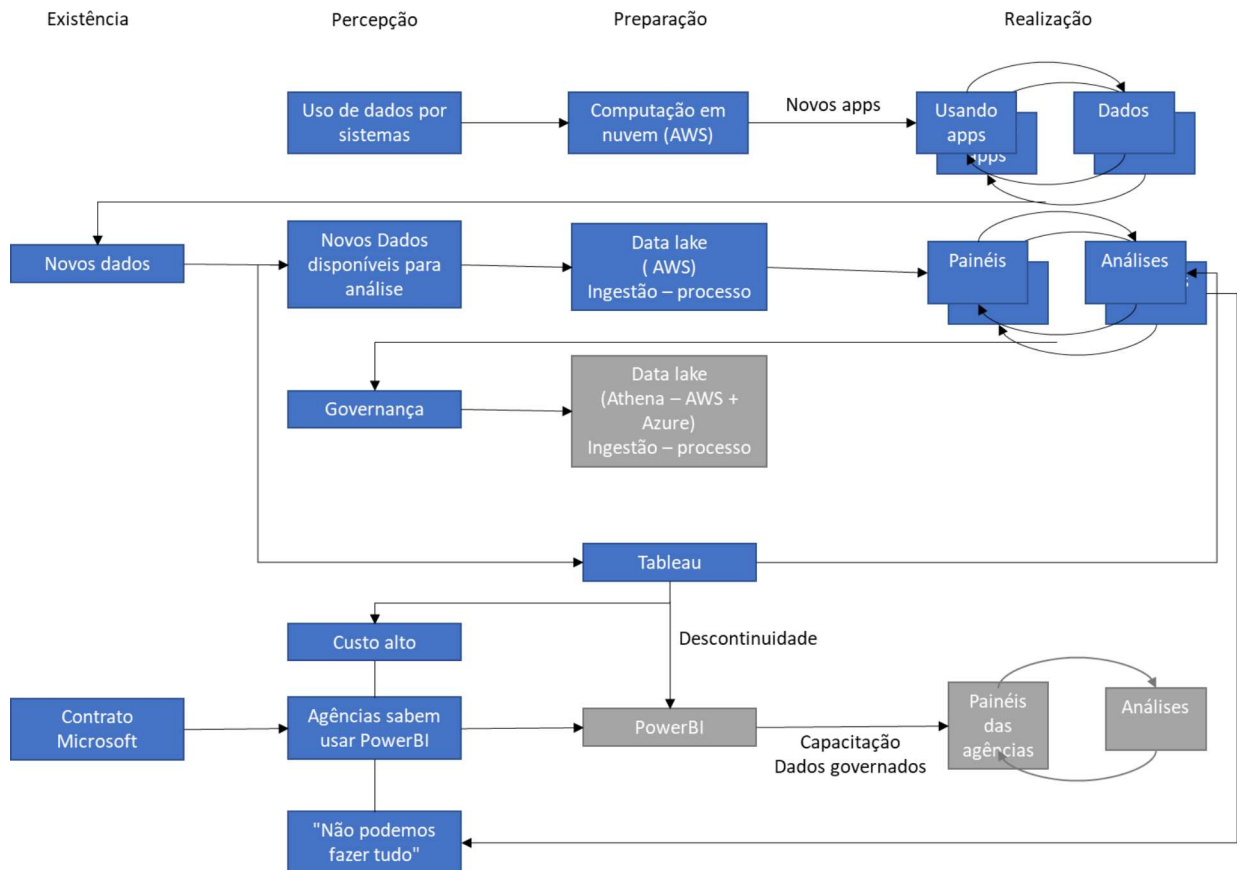 Existência
Percepção
Preparação
Realização
Uso de dados por
sistemas
Computação em
nuvem (AWS)
Novos apps
Usando
apps
apps
Dados
Novos dados
Novos Dados
disponíveis para
análise
Data lake
( AWS)
Ingestão – processo
Painéis
Análises
Governança
Data lake
(Athena – AWS +
Azure)
Ingestão – processo
Tableau
Custo alto
Descontinuidade
Contrato
Microsoft
Agências sabem
usar PowerBI
PowerBI
Capacitação
Dados governados
Painéis
das
agências
Análises
"Não podemos
fazer tudo"